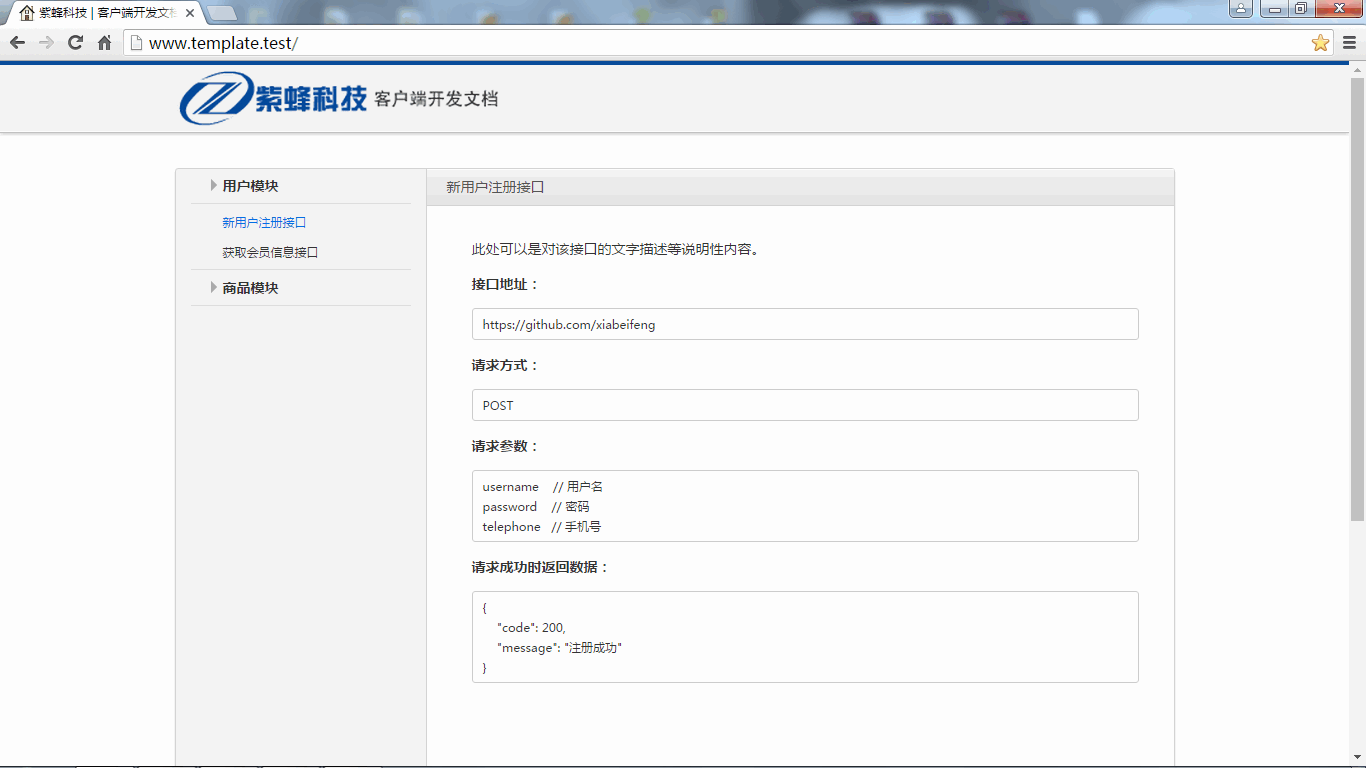 紫蜂科技 | 客户端开发文档
www.template.test/
紫蜂科技 客户端开发文档
用户模块
新用户注册接口
获取会员信息接口
商品模块
新用户注册接口
此处可以是对该接口的文字描述等说明性内容。
接口地址：
https://github.com/xiabeifeng
请求方式：
POST
请求参数：
username // 用户名
password // 密码
telephone // 手机号
请求成功时返回数据：
{
"code": 200,
"message": "注册成功"
}